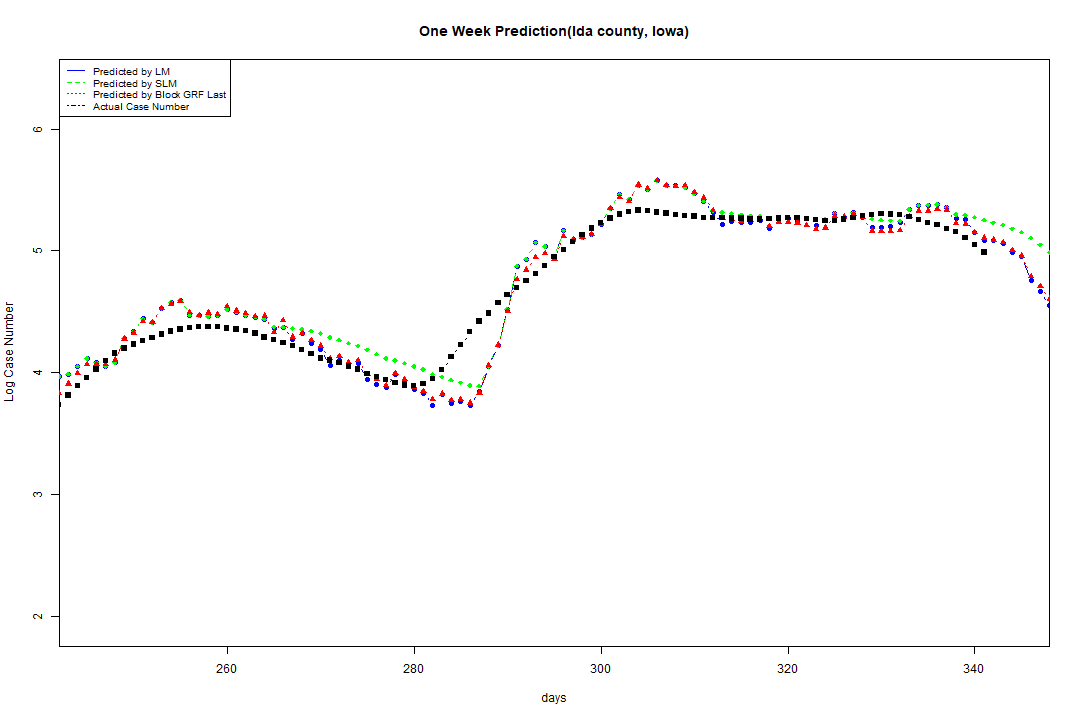 One Week Prediction(Ida county, Iowa)
Predicted by LM
Predicted by SLM
Predicted by Block GRF Last
Actual Case Number
6
5
4
3
2
Log Case Number
260 280 300 320 340
days